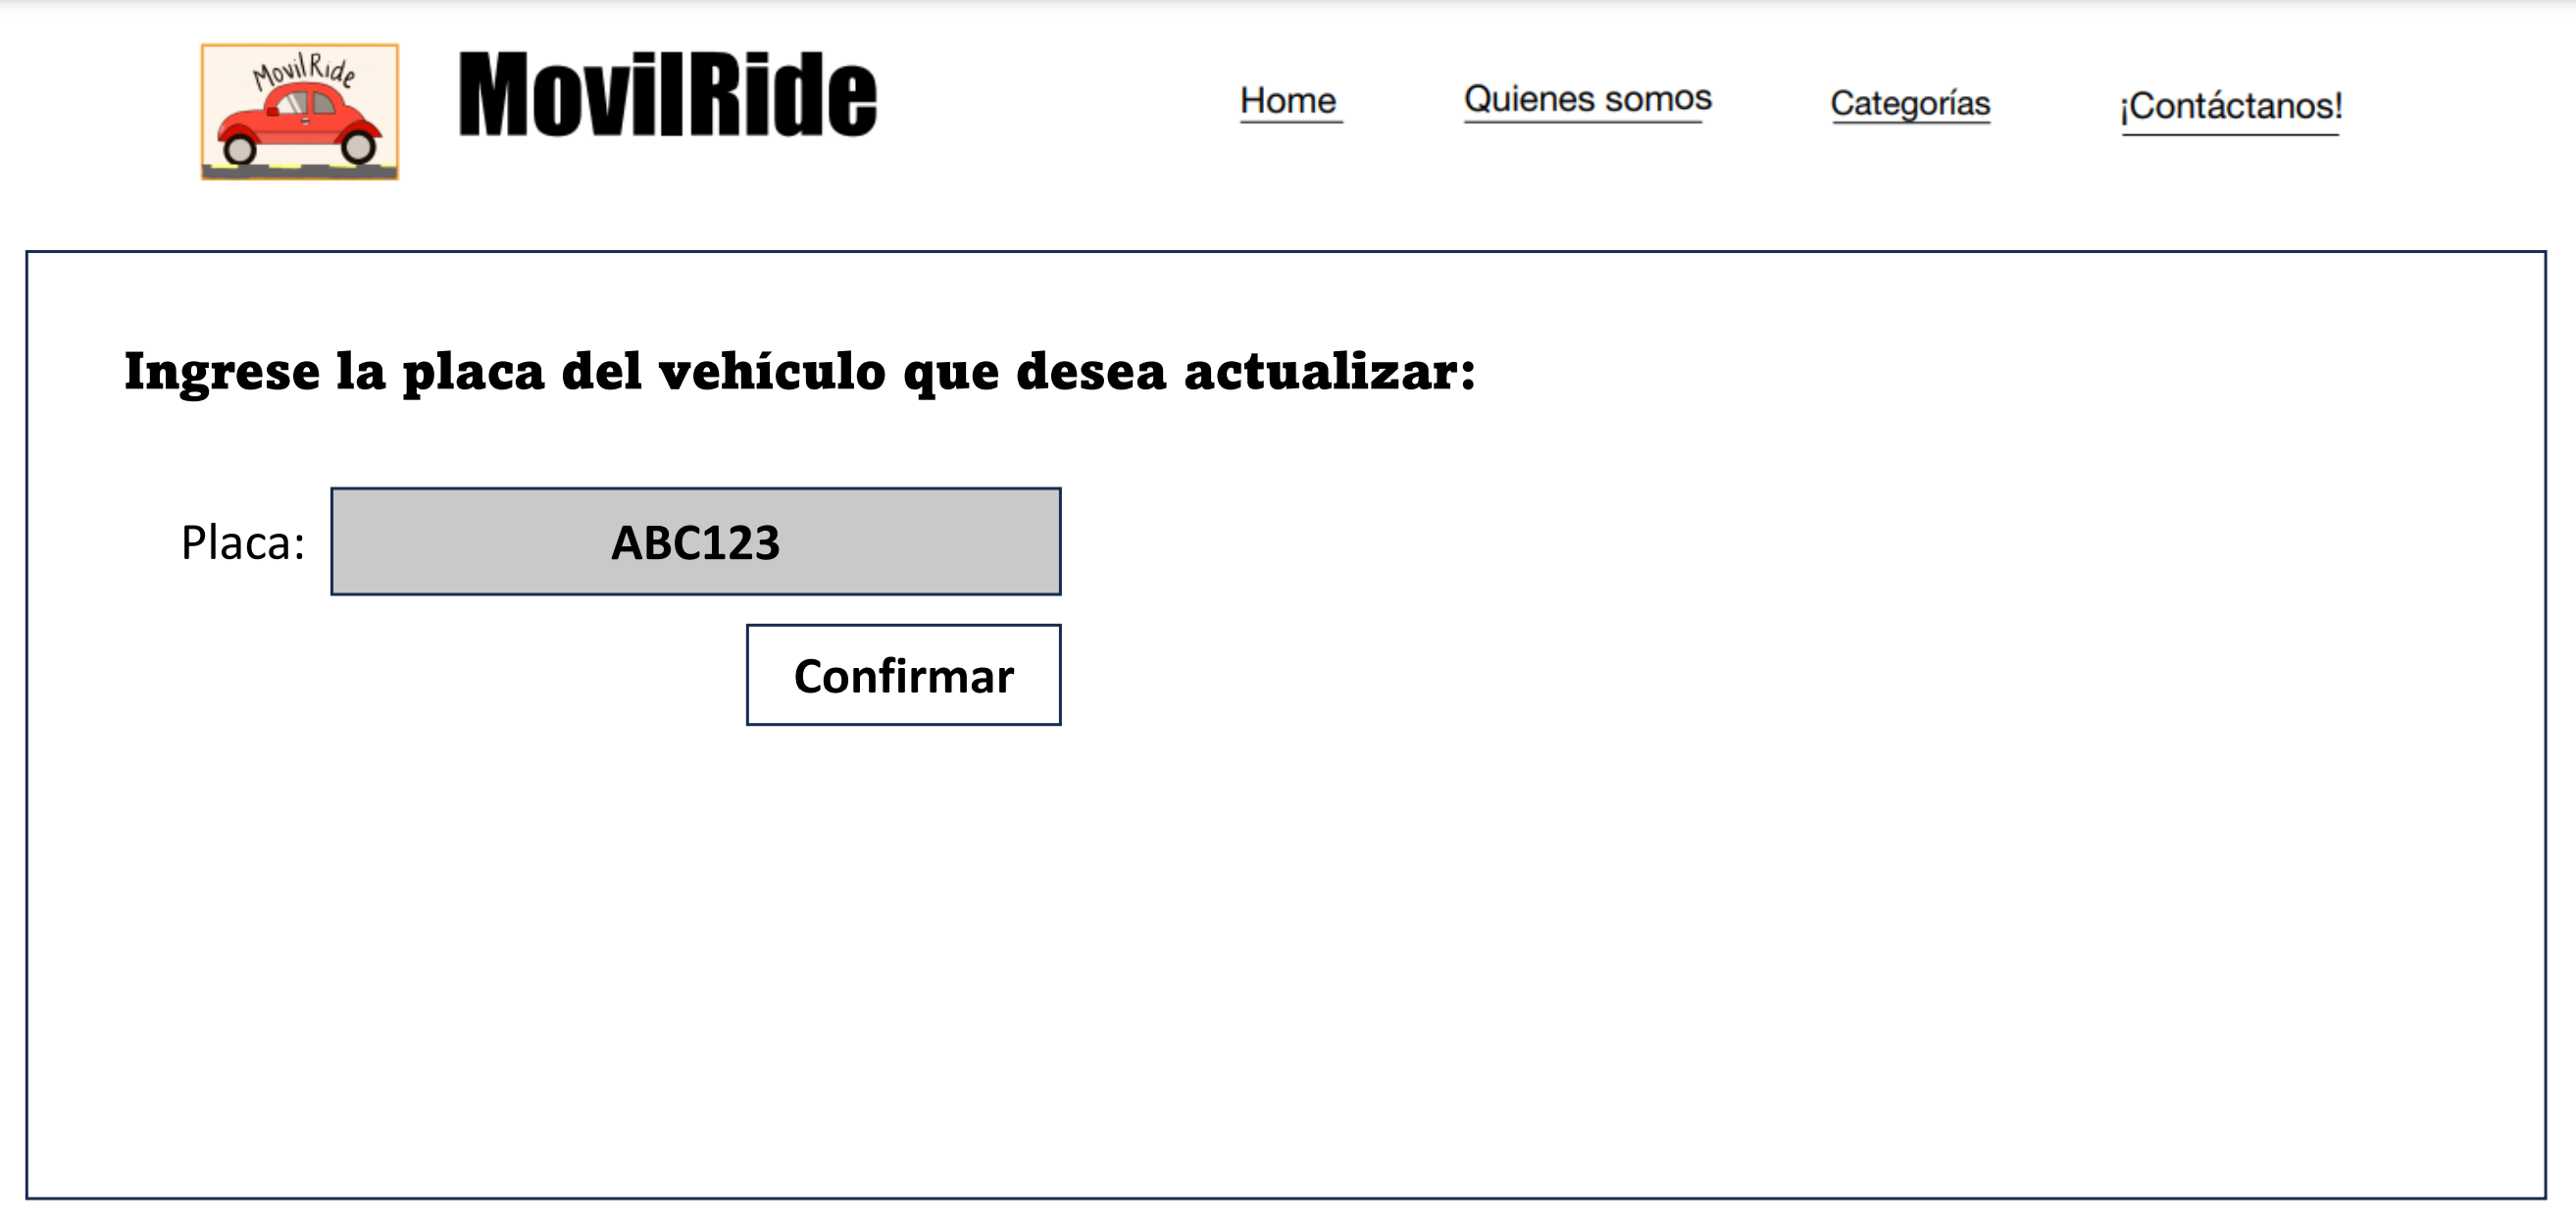 MovilRide
MovilRide
Home
Quienes somos
Categorías
¡Contáctanos!
Ingrese la placa del vehículo que desea actualizar:
Placa:
ABC123
Confirmar